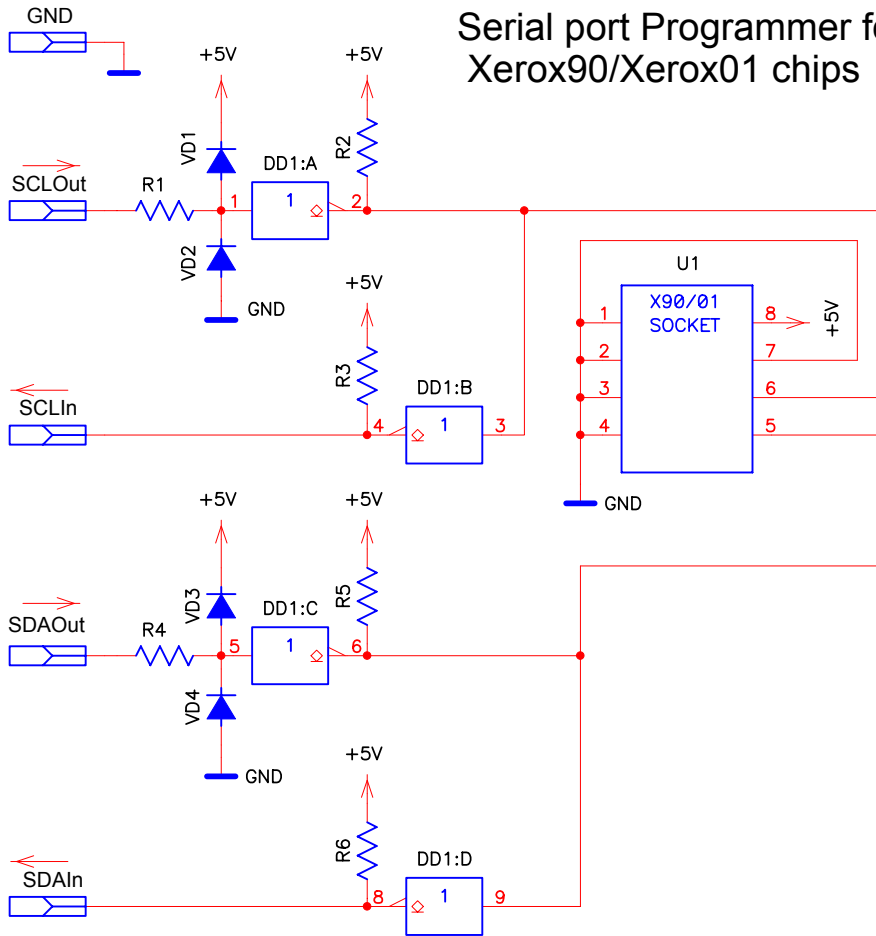 GND
Serial port Programmer fo
Xerox90/Xerox01 chips
+5V
+5V
VD1
R2
DD1:A
SCLOut
R1
1
1
2
VD2
GND
+5V
U1
X90/01
SOCKET
1
8
+5V
2
7
3
6
4
5
GND
R3
DD1:B
SCLIn
4
1
3
+5V
+5V
VD3
R5
DD1:C
SDAOut
R4
5
1
6
VD4
GND
+5V
R6
DD1:D
SDAIn
8
1
9